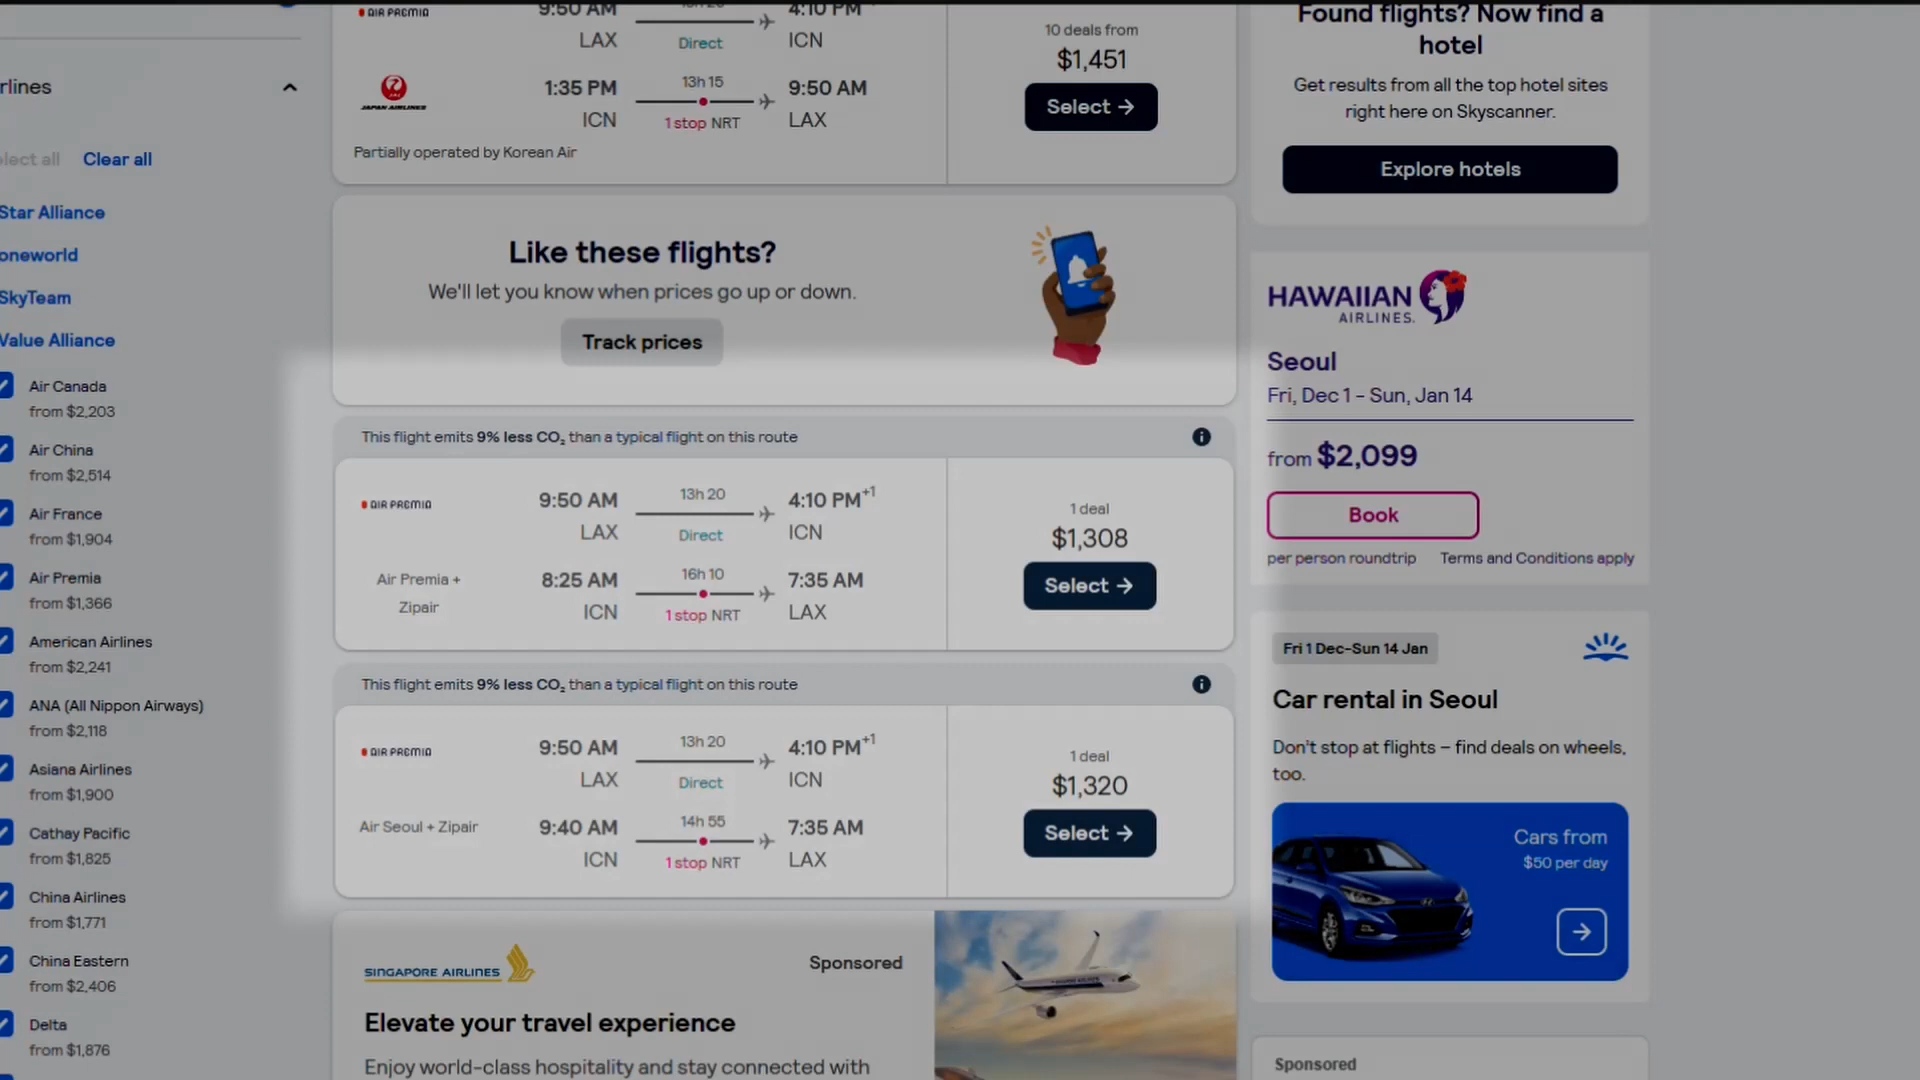 AIR PREMIA
9:50 AM
4:10 PM
LAX
Direct
ICN
JAPAN AIRLINES
1:35 PM
13h 15
9:50 AM
ICN
1 stop NRT
LAX
Partially operated by Korean Air
10 deals from
$1,451
Select →
Found flights? Now find a
hotel
Get results from all the top hotel sites
right here on Skyscanner.
Explore hotels
rlines
lect all
Clear all
Star Alliance
oneworld
SkyTeam
Value Alliance
Air Canada
from $2,203
Air China
from $2,514
Air France
from $1,904
Air Premia
from $1,366
American Airlines
from $2,241
ANA (All Nippon Airways)
from $2,118
Asiana Airlines
from $1,900
Cathay Pacific
from $1,825
China Airlines
from $1,771
China Eastern
from $2,406
Delta
from $1,876
Like these flights?
We'll let you know when prices go up or down.
Track prices
This flight emits 9% less CO₂ than a typical flight on this route
AIR PREMIA
9:50 AM
13h 20
4:10 PM+1
LAX
Direct
ICN
Air Premia +
Zipair
8:25 AM
16h 10
7:35 AM
ICN
1 stop NRT
LAX
1 deal
$1,308
Select →
This flight emits 9% less CO₂ than a typical flight on this route
AIR PREMIA
9:50 AM
13h 20
4:10 PM+1
LAX
Direct
ICN
Air Seoul + Zipair
9:40 AM
14h 55
7:35 AM
ICN
1 stop NRT
LAX
1 deal
$1,320
Select →
SINGAPORE AIRLINES
Sponsored
Elevate your travel experience
Enjoy world-class hospitality and stay connected with
HAWAIIAN
AIRLINES.
Seoul
Fri, Dec 1 – Sun, Jan 14
from $2,099
Book
per person roundtrip
Terms and Conditions apply
Fri 1 Dec–Sun 14 Jan
Car rental in Seoul
Don't stop at flights – find deals on wheels,
too.
Cars from
$50 per day
Sponsored